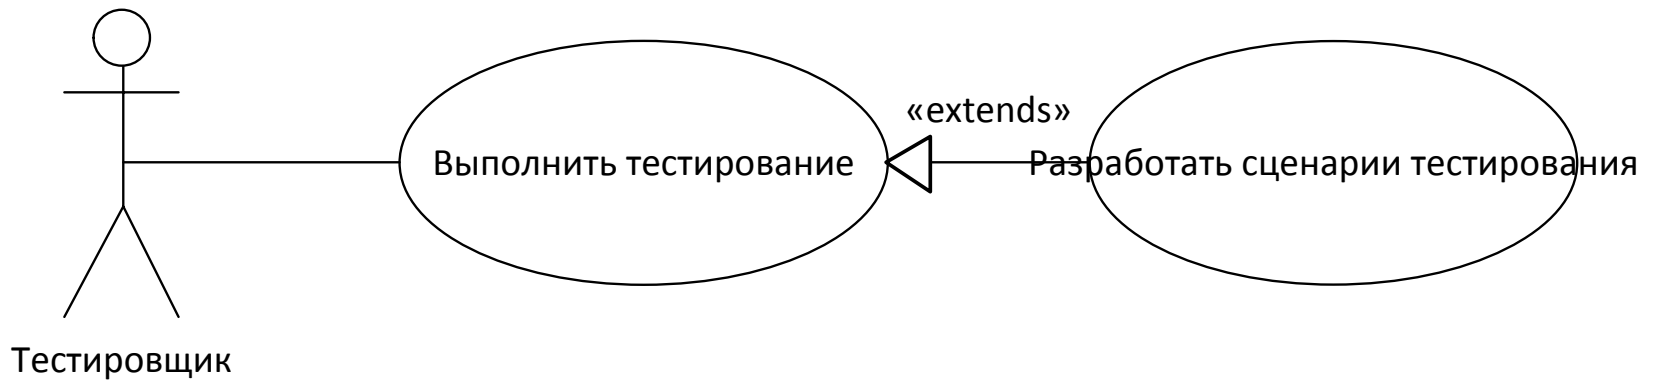 «extends»
Выполнить тестирование
Разработать сценарии тестирования
Тестировщик